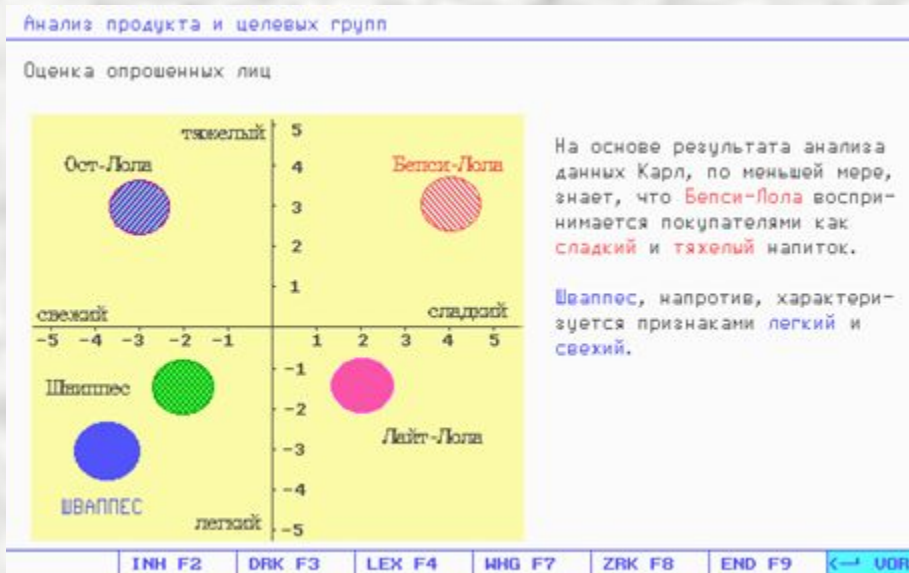 Анализ продукта и целевых групп
Оценка опрошенных лиц
тяжелый 5
Ост-Лола 4 Бепси-Лола
3
2
1
свежий сладкий
-5 -4 -3 -2 -1 1 2 3 4 5
-1
Швиппес
-2
Лайт-Лола
-3
-4
ШВАППЕС
легкий -5
На основе результата анализа
данных Карл, по меньшей мере,
знает, что Бепси-Лола воспри-
нимается покупателями как
сладкий и тяжелый напиток.
Шваппес, напротив, характери-
зуется признаками легкий и
свехий.
INH F2 DRK F3 LEX F4 WHG F7 ZRK F8 END F9 <─┘ VOR